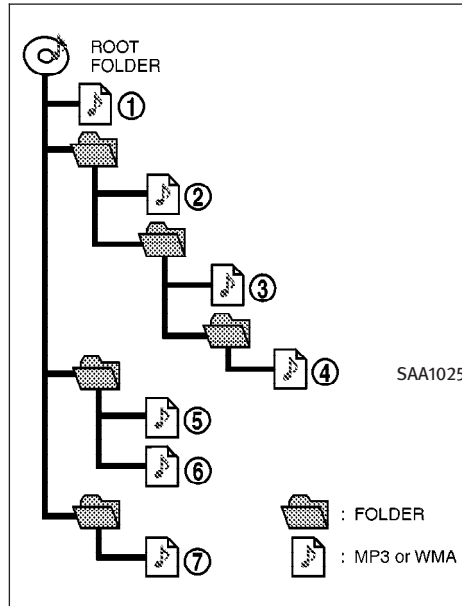 ROOT
FOLDER
①
②
③
④
SAA1025
⑤
⑥
: FOLDER
⑦
: MP3 or WMA